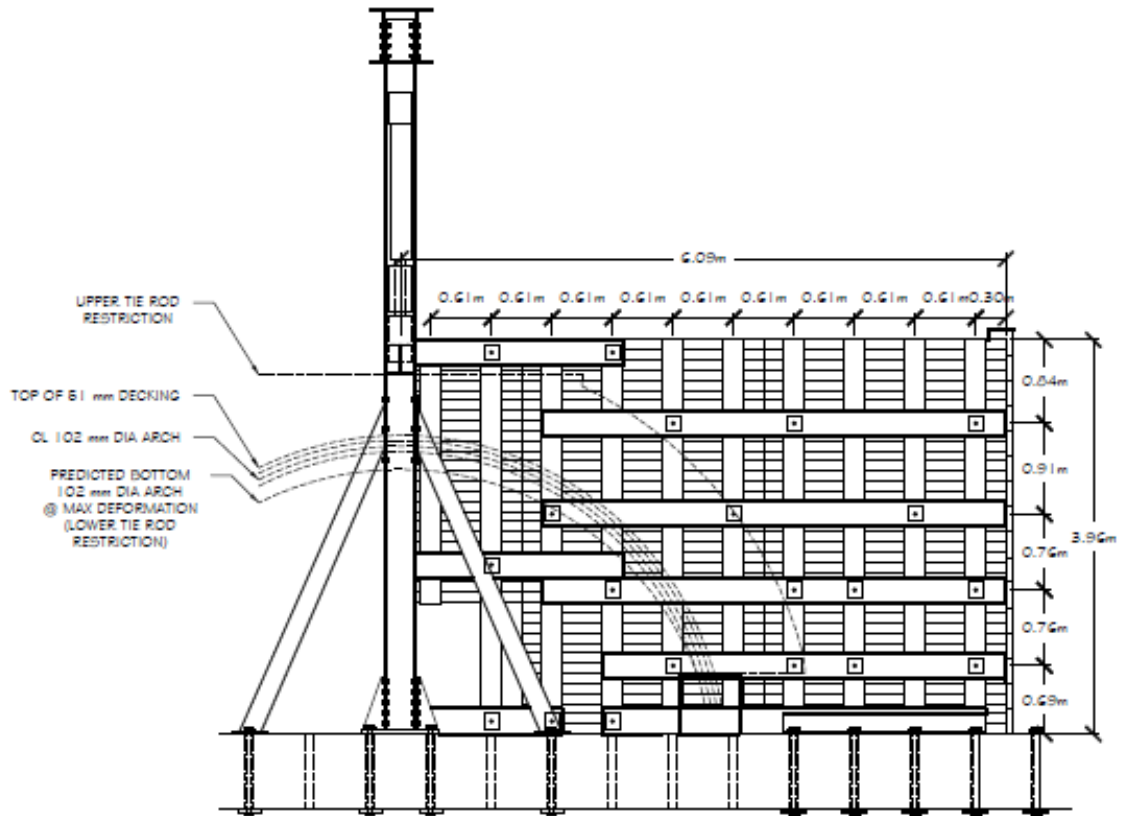 6.09m
0.61m 0.61m 0.61m 0.61m 0.61m 0.61m 0.61m 0.61m 0.61m 0.30m
UPPER TIE ROD
RESTRICTION
TOP OF 51 mm DECKING
CL 102 mm DIA ARCH
PREDICTED BOTTOM
102 mm DIA ARCH
@ MAX DEFORMATION
(LOWER TIE ROD
RESTRICTION)
0.84m
0.91m
0.76m
3.96m
0.76m
0.69m